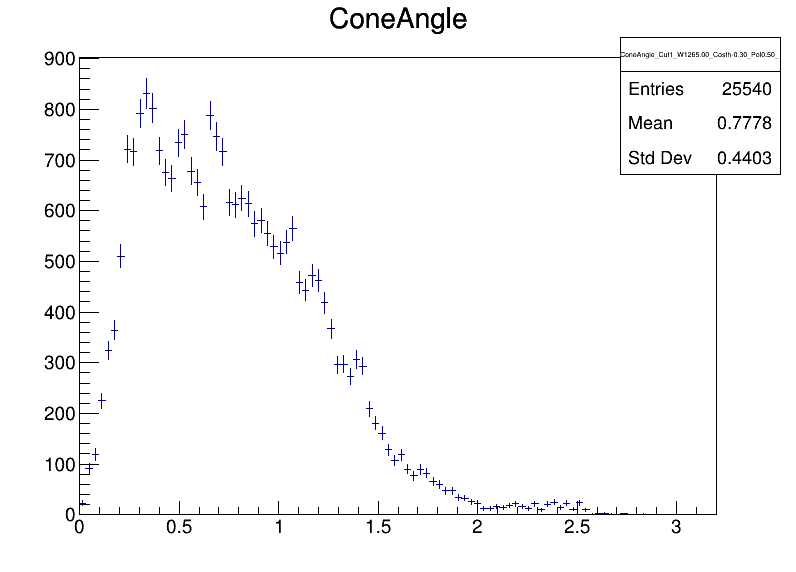 ConeAngle
ConeAngle_Cut1_W1265.00_Costh-0.30_Pol0.50_
Entries 25540
Mean 0.7778
Std Dev 0.4403
900
800
700
600
500
400
300
200
100
0
0 0.5 1 1.5 2 2.5 3